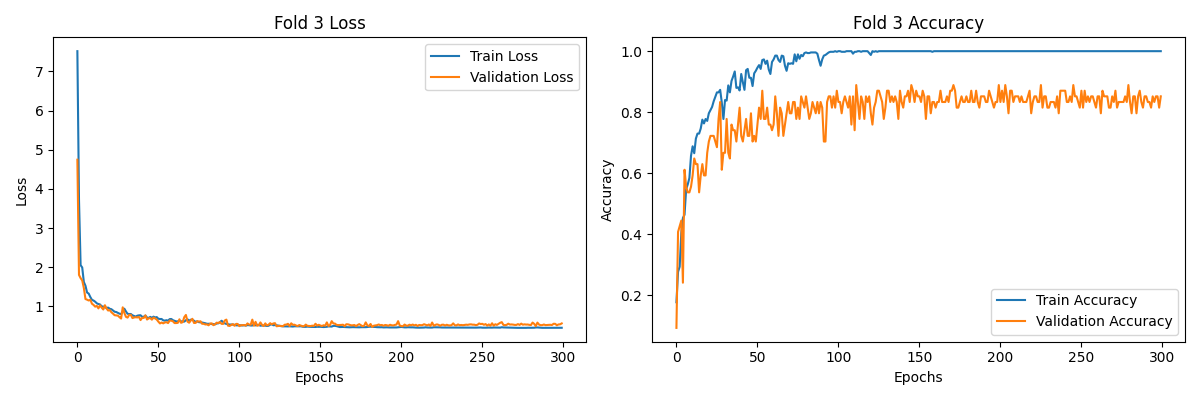 Fold 3 Loss
Train Loss
Validation Loss
7
6
5
4
3
2
1
Loss
0
50
100
150
200
250
300
Epochs
Fold 3 Accuracy
1.0
0.8
0.6
0.4
0.2
Accuracy
Train Accuracy
Validation Accuracy
0
50
100
150
200
250
300
Epochs